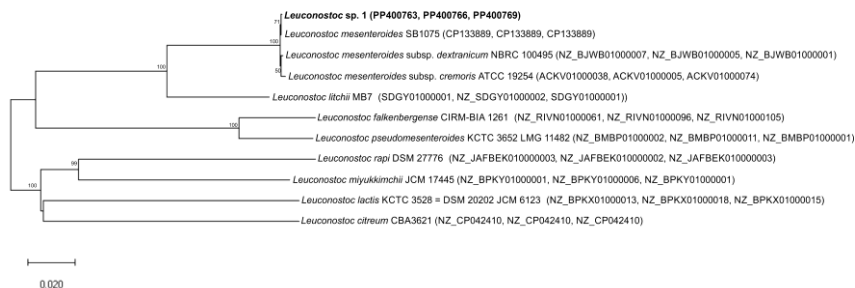 Leuconostoc sp. 1 (PP400763, PP400766, PP400769)
71
Leuconostoc mesenteroides SB1075 (CP133889, CP133889, CP133889)
100
Leuconostoc mesenteroides subsp. dextranicum NBRC 100495 (NZ_BJWB01000007, NZ_BJWB01000005, NZ_BJWB01000001)
50
Leuconostoc mesenteroides subsp. cremoris ATCC 19254 (ACKV01000038, ACKV01000005, ACKV01000074)
100
Leuconostoc litchii MB7 (SDGY01000001, NZ_SDGY01000002, SDGY01000001))
Leuconostoc falkenbergense CIRM-BIA 1261 (NZ_RIVN01000061, NZ_RIVN01000096, NZ_RIVN01000105)
100
Leuconostoc pseudomesenteroides KCTC 3652 LMG 11482 (NZ_BMBP01000002, NZ_BMBP01000011, NZ_BMBP01000001)
Leuconostoc rapi DSM 27776 (NZ_JAFBEK010000003, NZ_JAFBEK010000002, NZ_JAFBEK010000003)
99
Leuconostoc miyukkimchii JCM 17445 (NZ_BPKY01000001, NZ_BPKY01000006, NZ_BPKY01000001)
100
Leuconostoc lactis KCTC 3528 = DSM 20202 JCM 6123 (NZ_BPKX01000013, NZ_BPKX01000018, NZ_BPKX01000015)
Leuconostoc citreum CBA3621 (NZ_CP042410, NZ_CP042410, NZ_CP042410)
0.020